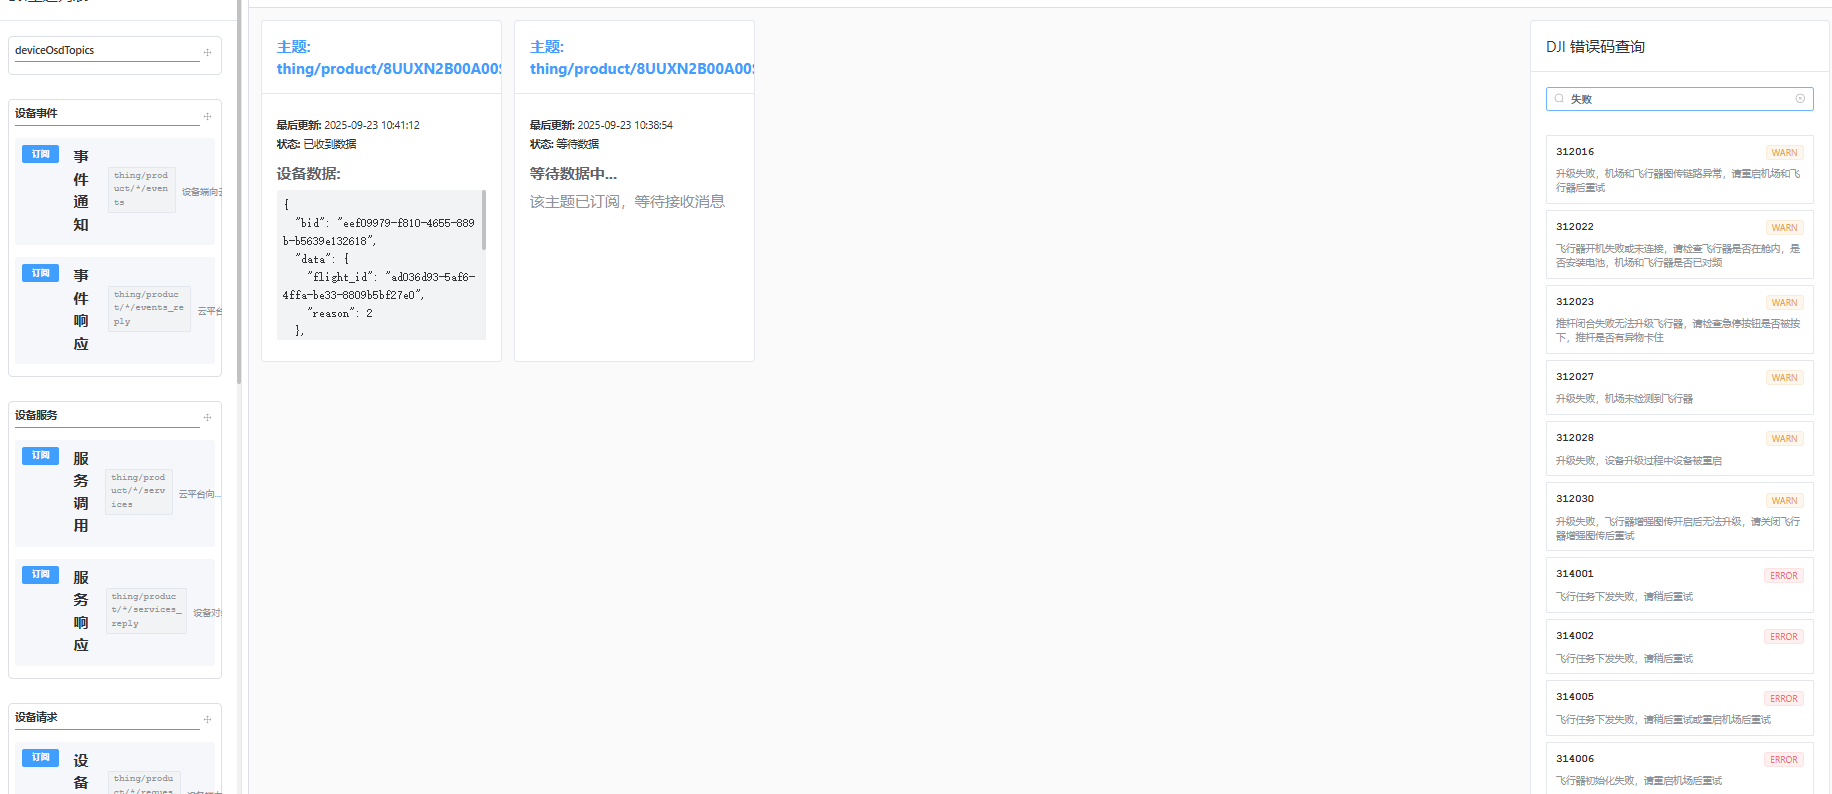 deviceOsdTopics
设备事件
订阅
事
件
通
知
thing/prod
uct/*/even
ts
设备端向
订阅
事
件
响
应
thing/produc
t/*/events_re
ply
云平台
设备服务
订阅
服
务
调
用
thing/prod
uct/*/serv
ices
云平台向...
订阅
服
务
响
应
thing/produc
t/*/services_
reply
设备对
设备请求
订阅
设
备
thing/produ
ct/*/reques
主题:
thing/product/8UUXN2B00A00S
最后更新: 2025-09-23 10:41:12
状态: 已收到数据
设备数据:
{
"bid": "eef09979-f810-4655-889
b-b5639e132618",
"data": {
"flight_id": "ad036d93-5af6-
4ffa-be33-8809b5bf27e0",
"reason": 2
},
主题:
thing/product/8UUXN2B00A00S
最后更新: 2025-09-23 10:38:54
状态: 等待数据
等待数据中...
该主题已订阅，等待接收消息
DJI 错误码查询
失败
312016 WARN
升级失败，机场和飞行器图传链路异常，请重启机场和飞
行器后重试
312022 WARN
飞行器开机失败或未连接，请检查飞行器是否在舱内，是
否安装电池，机场和飞行器是否已对频
312023 WARN
推杆闭合失败无法升级飞行器，请检查急停按钮是否被按
下，推杆是否有异物卡住
312027 WARN
升级失败，机场未检测到飞行器
312028 WARN
升级失败，设备升级过程中设备被重启
312030 WARN
升级失败，飞行器增强图传开启后无法升级，请关闭飞行
器增强图传后重试
314001 ERROR
飞行任务下发失败，请稍后重试
314002 ERROR
飞行任务下发失败，请稍后重试
314005 ERROR
飞行任务下发失败，请稍后重试或重启机场后重试
314006 ERROR
飞行器初始化失败，请重启机场后重试